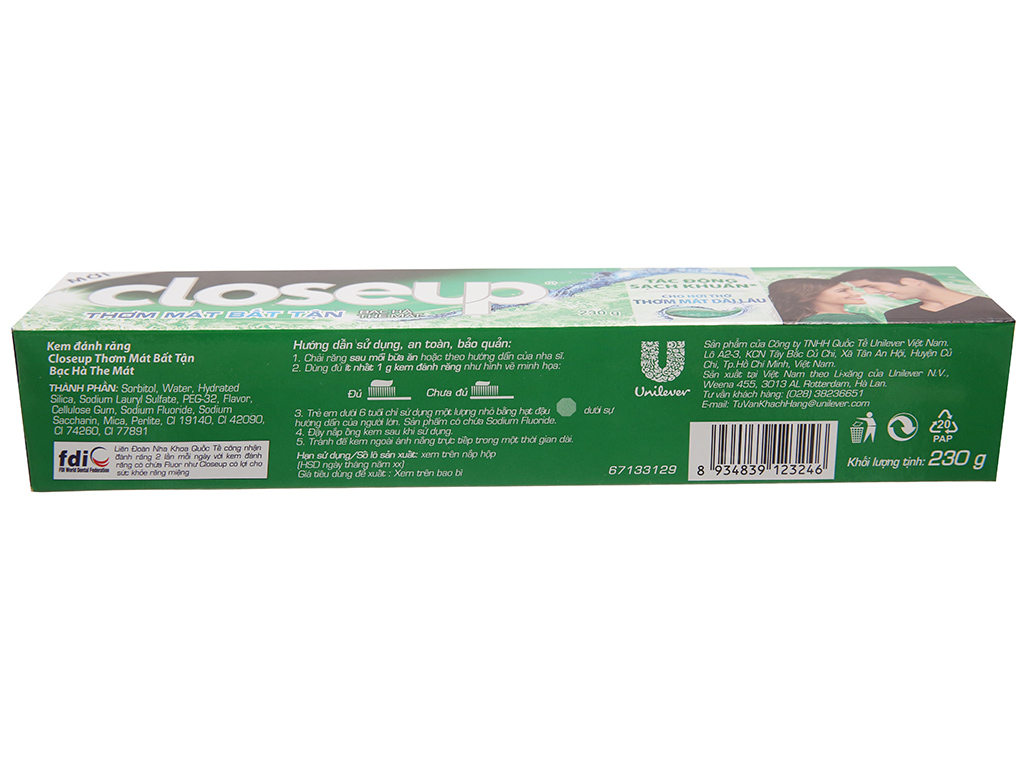 MỚI
closeup
THƠM MÁT BẤT TẬN
BẠC HÀ
THE MÁT
TÁC ĐỘNG
SẠCH KHUẨN+
CHO HƠI THỞ
THƠM MÁT DÀI LÂU
230 g
Kem đánh răng
Closeup Thơm Mát Bất Tận
Bạc Hà The Mát
THÀNH PHẦN: Sorbitol, Water, Hydrated
Silica, Sodium Lauryl Sulfate, PEG-32, Flavor,
Cellulose Gum, Sodium Fluoride, Sodium
Saccharin, Mica, Perlite, CI 19140, CI 42090,
CI 74260, CI 77891
fdi
FDI World Dental Federation
Liên Đoàn Nha Khoa Quốc Tế công nhận
đánh răng 2 lần mỗi ngày với kem đánh
răng có chứa Fluor như Closeup có lợi cho
sức khỏe răng miệng
Hướng dẫn sử dụng, an toàn, bảo quản:
1. Chải răng sau mỗi bữa ăn hoặc theo hướng dẫn của nha sĩ.
2. Dùng đủ ít nhất 1 g kem đánh răng như hình vẽ minh họa:
Đủ
Chưa đủ
3. Trẻ em dưới 6 tuổi chỉ sử dụng một lượng nhỏ bằng hạt đậu dưới sự
hướng dẫn của người lớn. Sản phẩm có chứa Sodium Fluoride.
4. Đậy nắp ống kem sau khi sử dụng.
5. Tránh để kem ngoài ánh nắng trực tiếp trong một thời gian dài.
Hạn sử dụng/Số lô sản xuất: xem trên nắp hộp
(HSD ngày tháng năm xx)
Giá tiêu dùng đề xuất : Xem trên bao bì
67133129
Unilever
Sản phẩm của Công ty TNHH Quốc Tế Unilever Việt Nam.
Lô A2-3, KCN Tây Bắc Củ Chi, Xã Tân An Hội, Huyện Củ
Chi, Tp.Hồ Chí Minh, Việt Nam.
Sản xuất tại Việt Nam theo Li-xăng của Unilever N.V.,
Weena 455, 3013 AL Rotterdam, Hà Lan.
Tư vấn khách hàng: (028) 38236651
E-mail: TuVanKhachHang@unilever.com
8 934839 123246
20
PAP
Khối lượng tịnh: 230 g